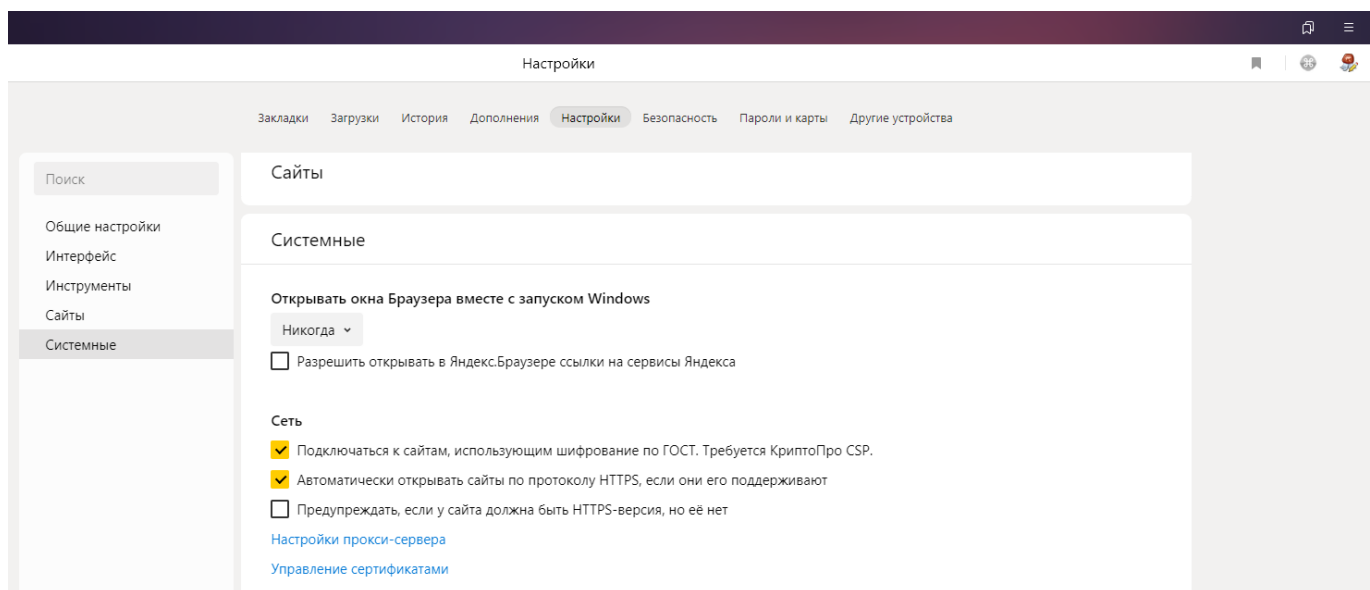 Настройки
Закладки Загрузки История Дополнения Настройки Безопасность Пароли и карты Другие устройства
Поиск
Общие настройки
Интерфейс
Инструменты
Сайты
Системные
Сайты
Системные
Открывать окна Браузера вместе с запуском Windows
Никогда
Разрешить открывать в Яндекс.Браузере ссылки на сервисы Яндекса
Сеть
Подключаться к сайтам, использующим шифрование по ГОСТ. Требуется КриптоПро CSP.
Автоматически открывать сайты по протоколу HTTPS, если они его поддерживают
Предупреждать, если у сайта должна быть HTTPS-версия, но её нет
Настройки прокси-сервера
Управление сертификатами